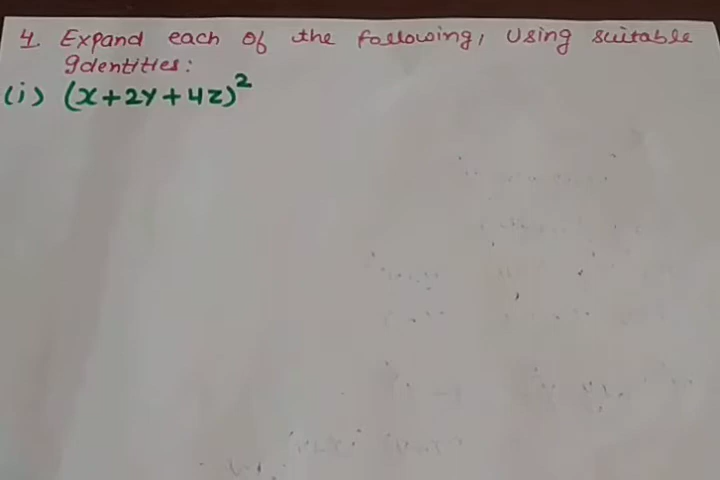 4. Expand each of the following, Using suitable
Identities:
(i) (x+2y+4z)²